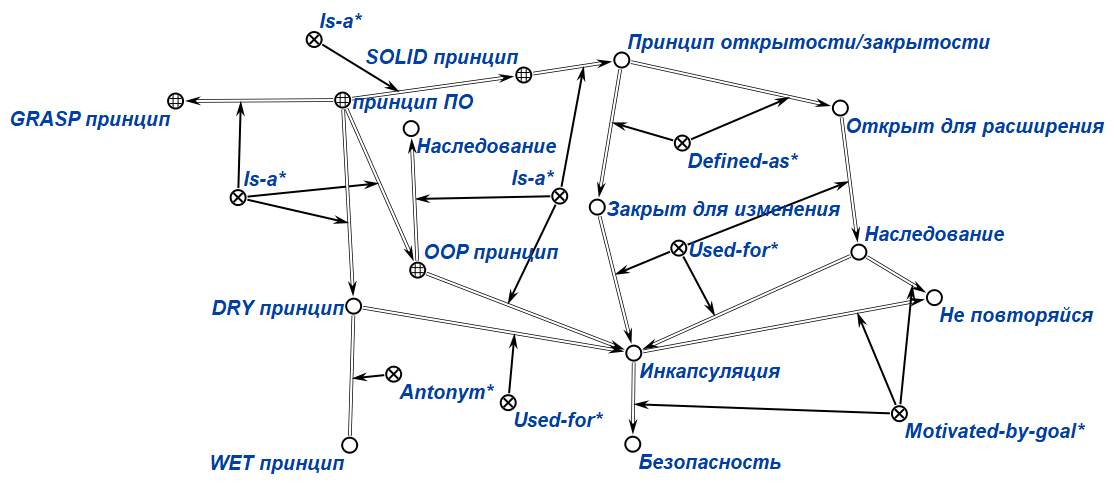 Is-a*
Принцип открытости/закрытости
SOLID принцип
принцип ПО
GRASP принцип
Открыт для расширения
Наследование
Defined-as*
Is-a*
Is-a*
Закрыт для изменения
Наследование
Used-for*
OOP принцип
DRY принцип
Не повторяйся
Инкапсуляция
Antonym*
Used-for*
Motivated-by-goal*
WET принцип
Безопасность